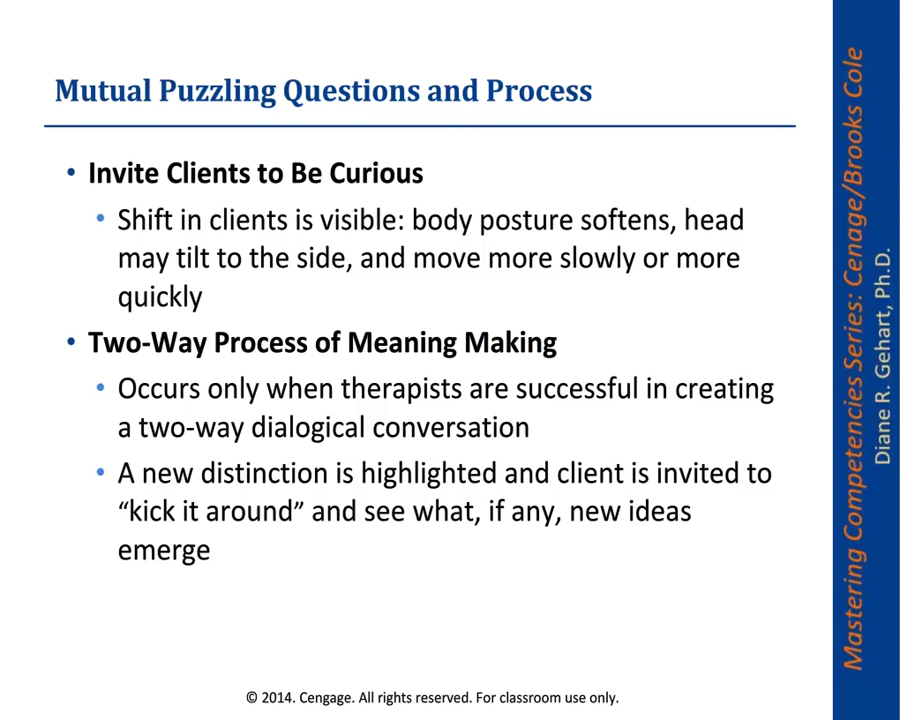 Mutual Puzzling Questions and Process
• Invite Clients to Be Curious
• Shift in clients is visible: body posture softens, head
may tilt to the side, and move more slowly or more
quickly
• Two-Way Process of Meaning Making
• Occurs only when therapists are successful in creating
a two-way dialogical conversation
• A new distinction is highlighted and client is invited to
“kick it around” and see what, if any, new ideas
emerge
© 2014. Cengage. All rights reserved. For classroom use only.
Mastering Competencies Series: Cenage/Brooks Cole
Diane R. Gehart, Ph.D.